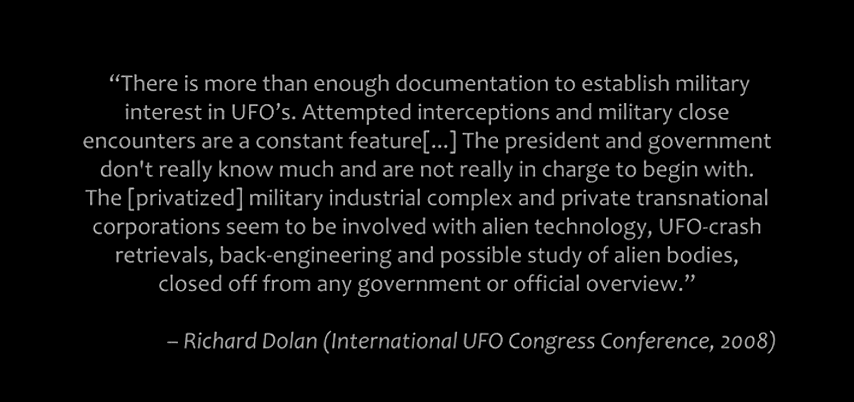 “There is more than enough documentation to establish military
interest in UFO’s. Attempted interceptions and military close
encounters are a constant feature[...] The president and government
don't really know much and are not really in charge to begin with.
The [privatized] military industrial complex and private transnational
corporations seem to be involved with alien technology, UFO-crash
retrievals, back-engineering and possible study of alien bodies,
closed off from any government or official overview.”
– Richard Dolan (International UFO Congress Conference, 2008)